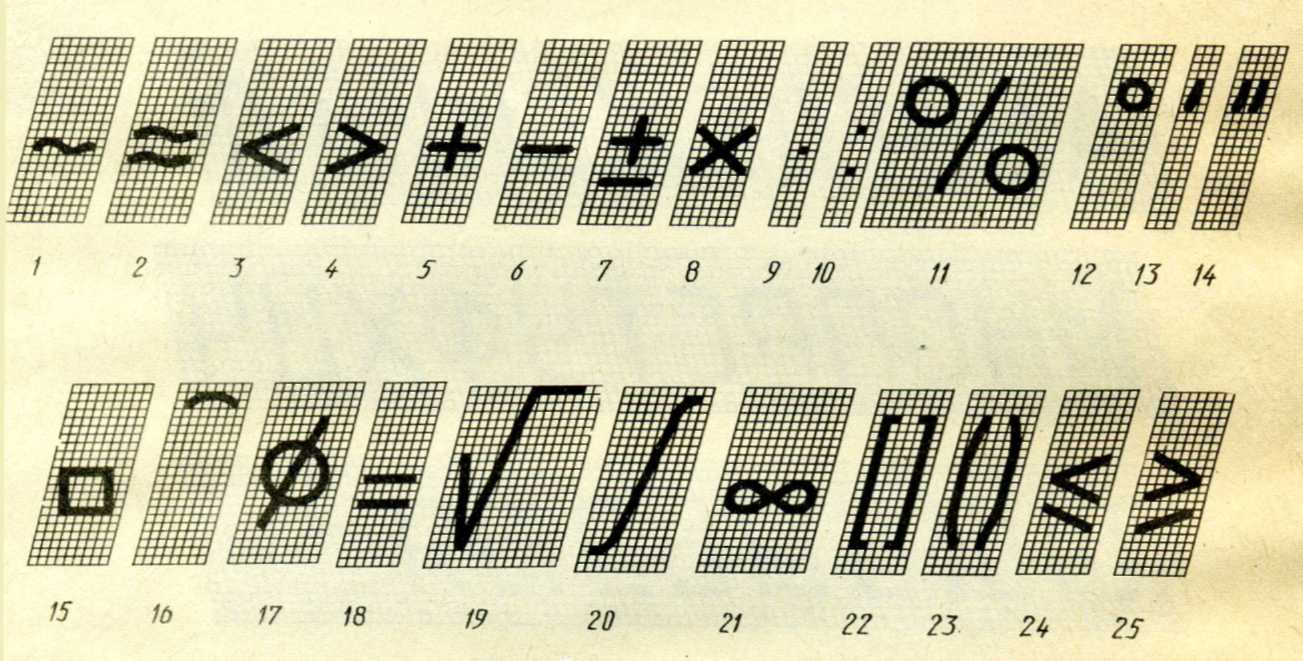 ~ ≈ < > + − ± × · : % ° ′ ″
1 2 3 4 5 6 7 8 9 10 11 12 13 14
□ ⌒ ⌀ = √ ∫ ∞ [ ] ( ) ⩽ ⩾
15 16 17 18 19 20 21 22 23. 24 25